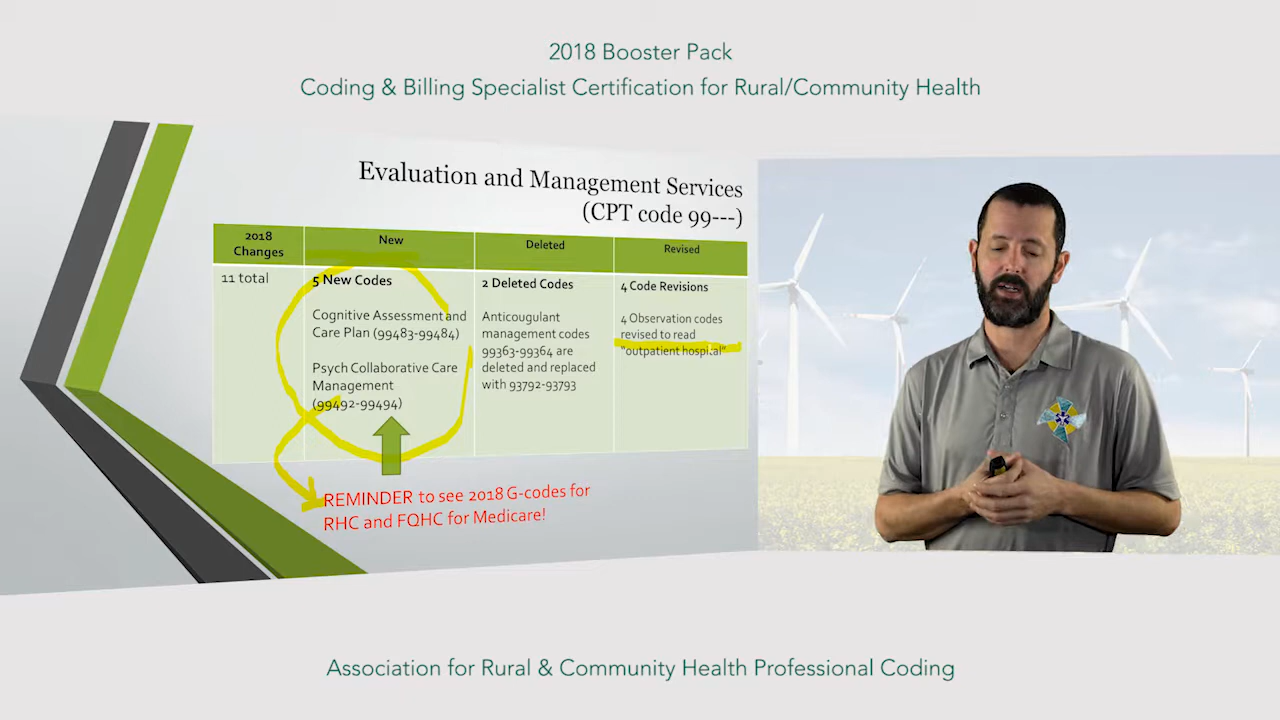 2018 Booster Pack
Coding & Billing Specialist Certification for Rural/Community Health
Evaluation and Management Services
(CPT code 99---)
2018
Changes
New
Deleted
Revised
11 total
5 New Codes
Cognitive Assessment and
Care Plan (99483-99484)
Psych Collaborative Care
Management
(99492-99494)
2 Deleted Codes
Anticougulant
management codes
99363-99364 are
deleted and replaced
with 93792-93793
4 Code Revisions
4 Observation codes
revised to read
“outpatient hospital”
REMINDER to see 2018 G-codes for
RHC and FQHC for Medicare!
Association for Rural & Community Health Professional Coding